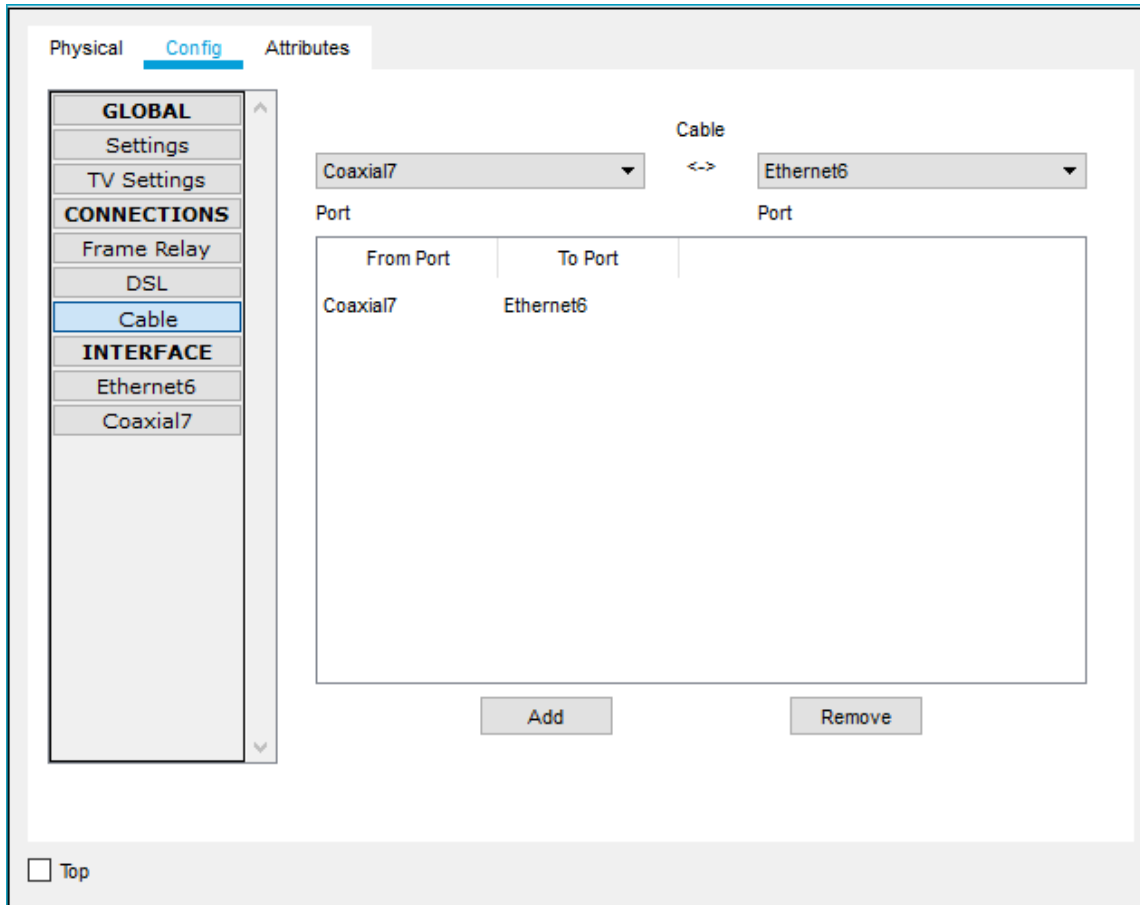 Physical Config Attributes
GLOBAL
Settings
TV Settings
CONNECTIONS
Frame Relay
DSL
Cable
INTERFACE
Ethernet6
Coaxial7
Cable
Coaxial7 <-> Ethernet6
Port Port
From Port To Port
Coaxial7 Ethernet6
Add Remove
Top